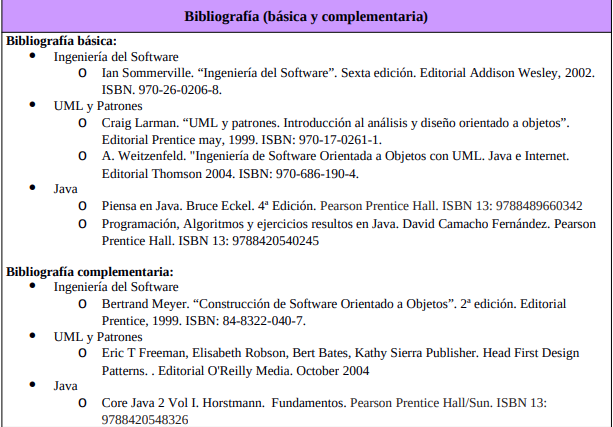 Bibliografía (básica y complementaria)
Bibliografía básica:
• Ingeniería del Software
o Ian Sommerville. “Ingeniería del Software”. Sexta edición. Editorial Addison Wesley, 2002.
ISBN. 970-26-0206-8.
• UML y Patrones
o Craig Larman. “UML y patrones. Introducción al análisis y diseño orientado a objetos”.
Editorial Prentice may, 1999. ISBN: 970-17-0261-1.
o A. Weitzenfeld. "Ingeniería de Software Orientada a Objetos con UML. Java e Internet.
Editorial Thomson 2004. ISBN: 970-686-190-4.
• Java
o Piensa en Java. Bruce Eckel. 4ª Edición. Pearson Prentice Hall. ISBN 13: 9788489660342
o Programación, Algoritmos y ejercicios resultos en Java. David Camacho Fernández. Pearson
Prentice Hall. ISBN 13: 9788420540245
Bibliografía complementaria:
• Ingeniería del Software
o Bertrand Meyer. “Construcción de Software Orientado a Objetos”. 2ª edición. Editorial
Prentice, 1999. ISBN: 84-8322-040-7.
• UML y Patrones
o Eric T Freeman, Elisabeth Robson, Bert Bates, Kathy Sierra Publisher. Head First Design
Patterns. . Editorial O'Reilly Media. October 2004
• Java
o Core Java 2 Vol I. Horstmann. Fundamentos. Pearson Prentice Hall/Sun. ISBN 13:
9788420548326